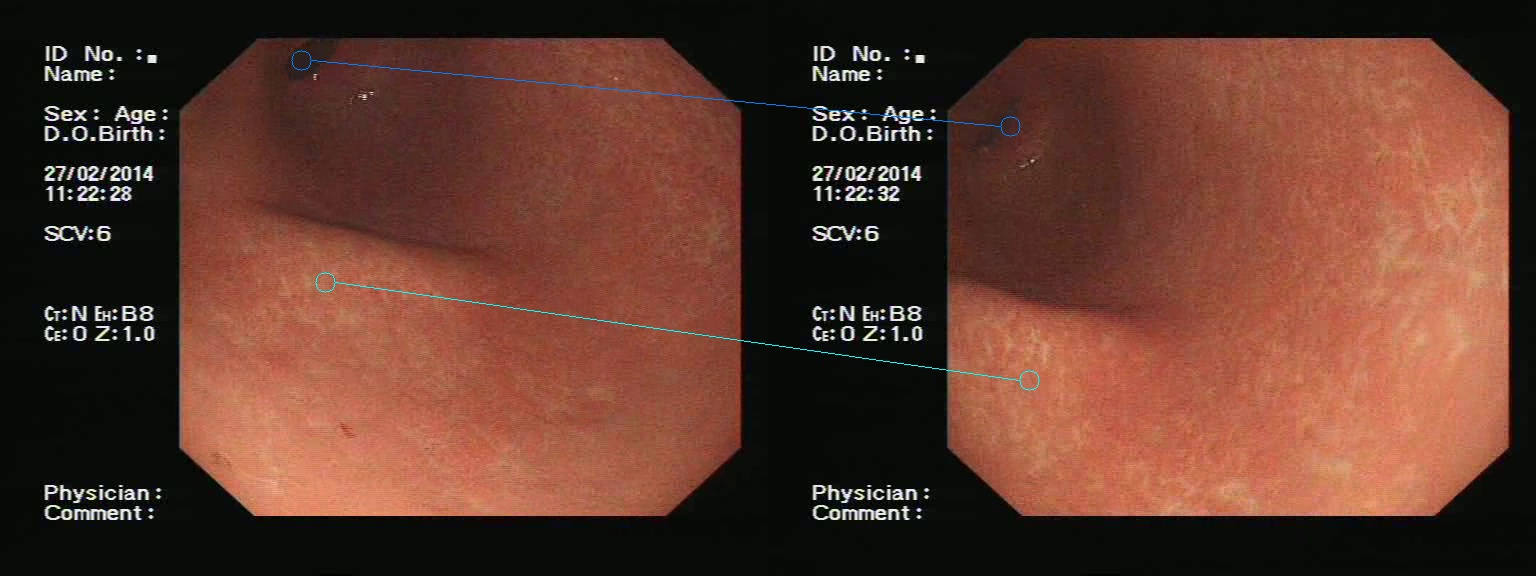 ID No. :
Name:
Sex: Age:
D.O.Birth:
27/02/2014
11:22:28
SCV:6
CT:N EH:B8
CE:0 Z:1.0
Physician:
Comment:
ID No. :
Name:
Sex: Age:
D.O.Birth:
27/02/2014
11:22:32
SCV:6
CT:N EH:B8
CE:0 Z:1.0
Physician:
Comment: